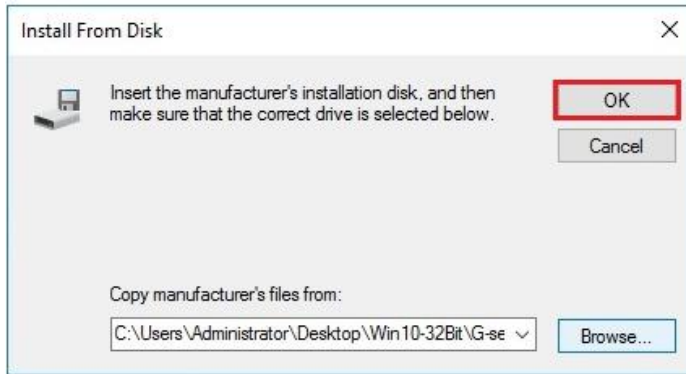 Install From Disk
Insert the manufacturer's installation disk, and then
make sure that the correct drive is selected below.
OK
Cancel
Copy manufacturer's files from:
C:\Users\Administrator\Desktop\Win10-32Bit\G-se
Browse...